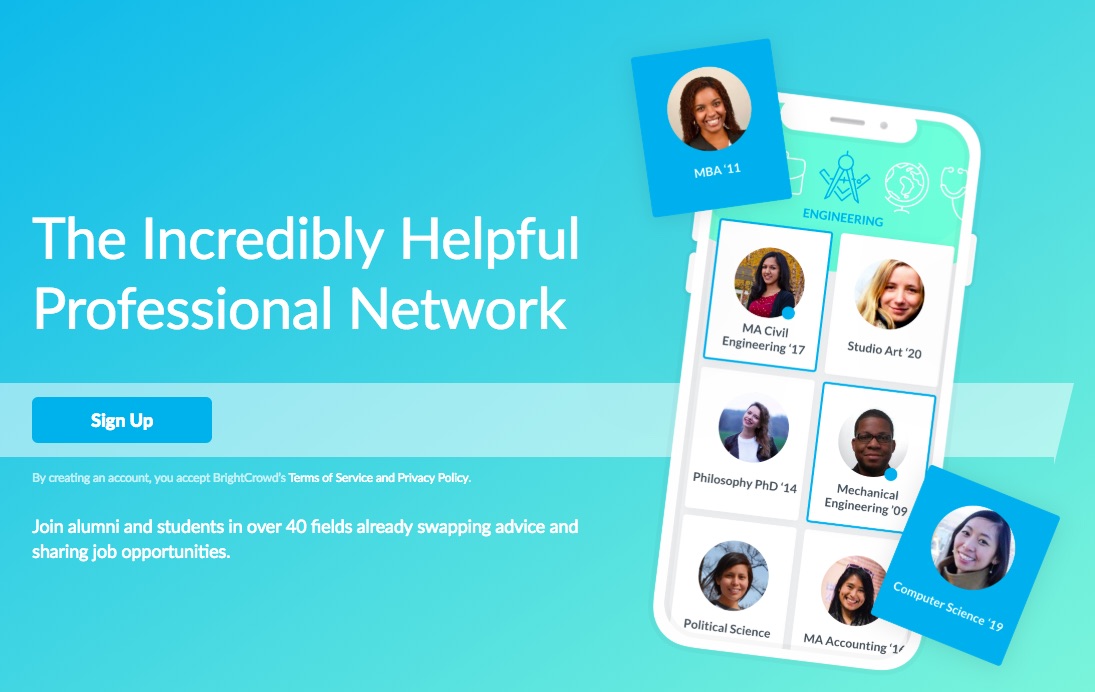 The Incredibly Helpful
Professional Network
Sign Up
By creating an account, you accept BrightCrowd's Terms of Service and Privacy Policy.
Join alumni and students in over 40 fields already swapping advice and
sharing job opportunities.
MBA '11
ENGINEERING
MA Civil
Engineering '17
Studio Art '20
Philosophy PhD '14
Mechanical
Engineering '09
Political Science
MA Accounting
Computer Science '19